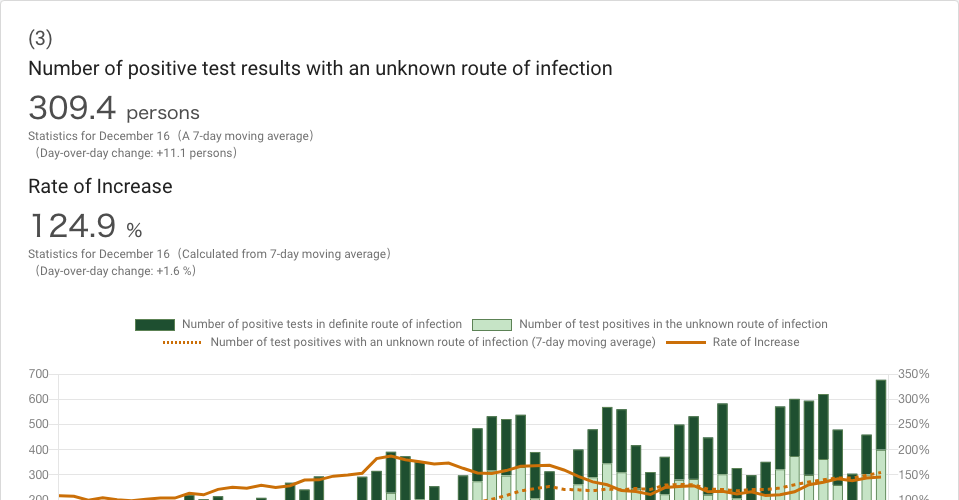 (3)
Number of positive test results with an unknown route of infection
309.4 persons
Statistics for December 16（A 7-day moving average）
（Day-over-day change: +11.1 persons）
Rate of Increase
124.9 %
Statistics for December 16（Calculated from 7-day moving average）
（Day-over-day change: +1.6 %）
Number of positive tests in definite route of infection Number of test positives in the unknown route of infection
Number of test positives with an unknown route of infection (7-day moving average) Rate of Increase
700 350%
600 300%
500 250%
400 200%
300 150%
200 100%